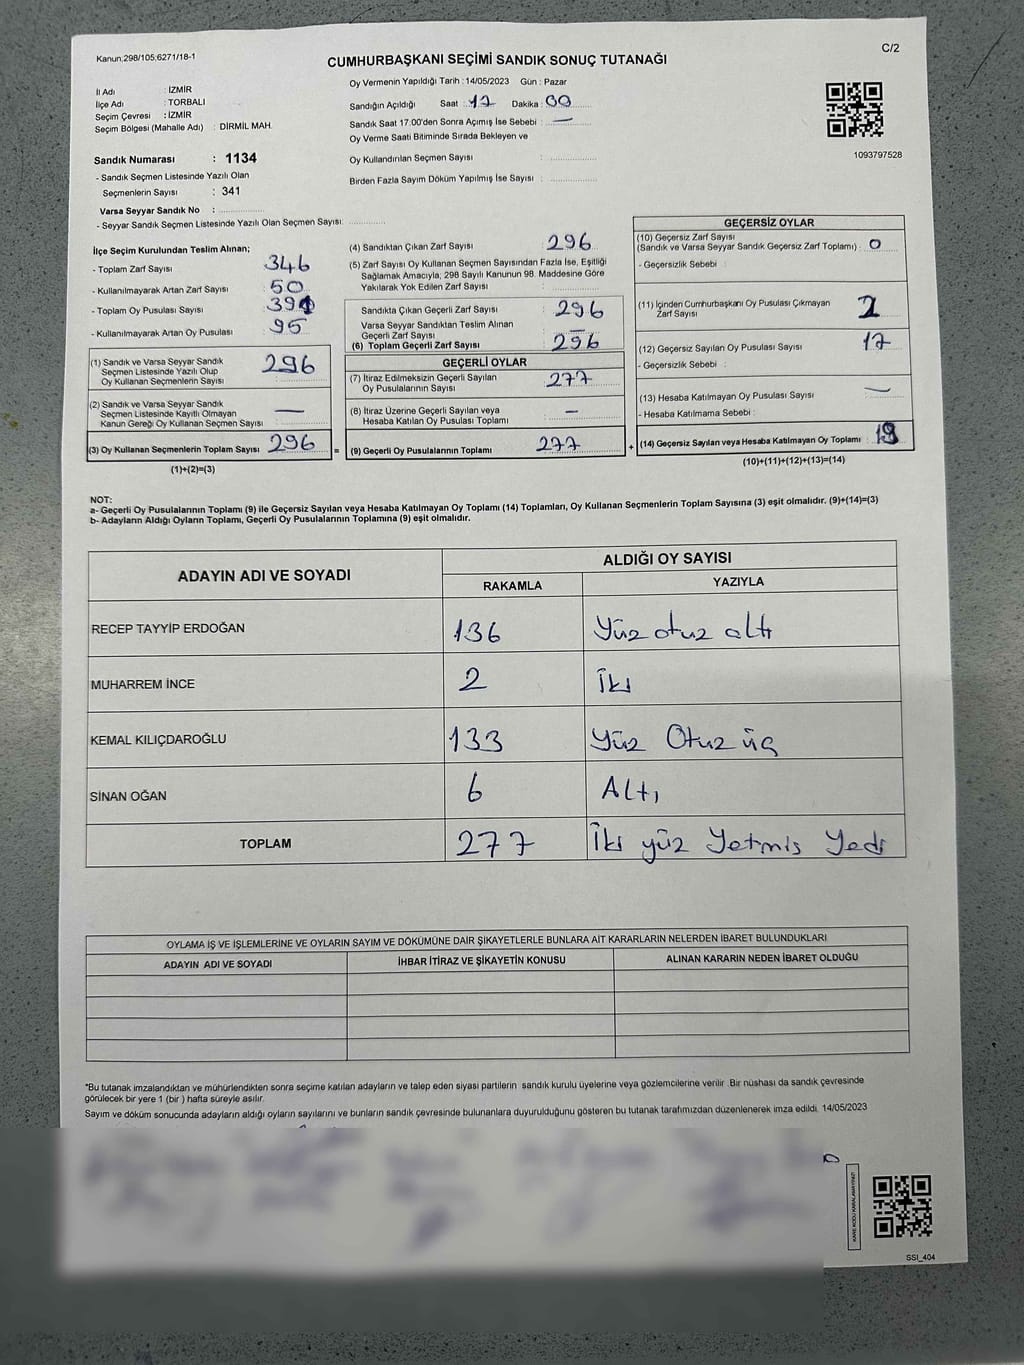 Kanun:298/105;6271/18-1
C/2
CUMHURBAŞKANI SEÇİMİ SANDIK SONUÇ TUTANAĞI
İl Adı : İZMİR
İlçe Adı : TORBALI
Seçim Çevresi : İZMİR
Seçim Bölgesi (Mahalle Adı) : DİRMİL MAH.
Sandık Numarası : 1134
- Sandık Seçmen Listesinde Yazılı Olan
Seçmenlerin Sayısı : 341
Varsa Seyyar Sandık No :
- Seyyar Sandık Seçmen Listesinde Yazılı Olan Seçmen Sayısı:
Oy Vermenin Yapıldığı Tarih : 14/05/2023 Gün : Pazar
Sandığın Açıldığı Saat : 17 Dakika : 00
Sandık Saat 17.00'den Sonra Açımış İse Sebebi : —
Oy Verme Saati Bitiminde Sırada Bekleyen ve
Oy Kullandırılan Seçmen Sayısı :
Birden Fazla Sayım Döküm Yapılmış İse Sayısı :
1093797528
İlçe Seçim Kurulundan Teslim Alınan;
- Toplam Zarf Sayısı : 346
- Kullanılmayarak Artan Zarf Sayısı : 50
- Toplam Oy Pusulası Sayısı : 391
- Kullanılmayarak Artan Oy Pusulası : 95
(1) Sandık ve Varsa Seyyar Sandık
Seçmen Listesinde Yazılı Olup
Oy Kullanan Seçmenlerin Sayısı : 296
(2) Sandık ve Varsa Seyyar Sandık
Seçmen Listesinde Kayıtlı Olmayan
Kanun Gereği Oy Kullanan Seçmen Sayısı : —
(3) Oy Kullanan Seçmenlerin Toplam Sayısı : 296 =
(1)+(2)=(3)
(4) Sandıktan Çıkan Zarf Sayısı : 296
(5) Zarf Sayısı Oy Kullanan Seçmen Sayısından Fazla İse, Eşitliği
Sağlamak Amacıyla, 298 Sayılı Kanunun 98. Maddesine Göre
Yakılarak Yok Edilen Zarf Sayısı :
Sandıkta Çıkan Geçerli Zarf Sayısı : 296
Varsa Seyyar Sandıktan Teslim Alınan
Geçerli Zarf Sayısı : —
(6) Toplam Geçerli Zarf Sayısı : 296
GEÇERLİ OYLAR
(7) İtiraz Edilmeksizin Geçerli Sayılan
Oy Pusulalarının Sayısı : 277
(8) İtiraz Üzerine Geçerli Sayılan veya
Hesaba Katılan Oy Pusulası Toplamı : —
(9) Geçerli Oy Pusulalarının Toplamı : 277 +
GEÇERSİZ OYLAR
(10) Geçersiz Zarf Sayısı
(Sandık ve Varsa Seyyar Sandık Geçersiz Zarf Toplamı) : 0
- Geçersizlik Sebebi :
(11) İçinden Cumhurbaşkanı Oy Pusulası Çıkmayan
Zarf Sayısı : 2
(12) Geçersiz Sayılan Oy Pusulası Sayısı : 17
- Geçersizlik Sebebi :
(13) Hesaba Katılmayan Oy Pusulası Sayısı : —
- Hesaba Katılmama Sebebi :
(14) Geçersiz Sayılan veya Hesaba Katılmayan Oy Toplamı : 19
(10)+(11)+(12)+(13)=(14)
NOT:
a- Geçerli Oy Pusulalarının Toplamı (9) ile Geçersiz Sayılan veya Hesaba Katılmayan Oy Toplamı (14) Toplamları, Oy Kullanan Seçmenlerin Toplam Sayısına (3) eşit olmalıdır. (9)+(14)=(3)
b- Adayların Aldığı Oyların Toplamı, Geçerli Oy Pusulalarının Toplamına (9) eşit olmalıdır.
ADAYIN ADI VE SOYADI
ALDIĞI OY SAYISI
RAKAMLA YAZIYLA
RECEP TAYYİP ERDOĞAN 136 Yüz otuz altı
MUHARREM İNCE 2 İki
KEMAL KILIÇDAROĞLU 133 Yüz Otuz üç
SİNAN OĞAN 6 Altı
TOPLAM 277 İki yüz Yetmis Yedi
OYLAMA İŞ VE İŞLEMLERİNE VE OYLARIN SAYIM VE DÖKÜMÜNE DAİR ŞİKAYETLERLE BUNLARA AİT KARARLARIN NELERDEN İBARET BULUNDUKLARI
ADAYIN ADI VE SOYADI İHBAR İTİRAZ VE ŞİKAYETİN KONUSU ALINAN KARARIN NEDEN İBARET OLDUĞU
*Bu tutanak imzalandıktan ve mühürlendikten sonra seçime katılan adayların ve talep eden siyasi partilerin sandık kurulu üyelerine veya gözlemcilerine verilir .Bir nüshası da sandık çevresinde
görülecek bir yere 1 (bir ) hafta süreyle asılır.
Sayım ve döküm sonucunda adayların aldığı oyların sayılarını ve bunların sandık çevresinde bulunanlara duyurulduğunu gösteren bu tutanak tarafımızdan düzenlenerek imza edildi. 14/05/2023
KARE KODU KARALAMAYINIZ!
SSI_404